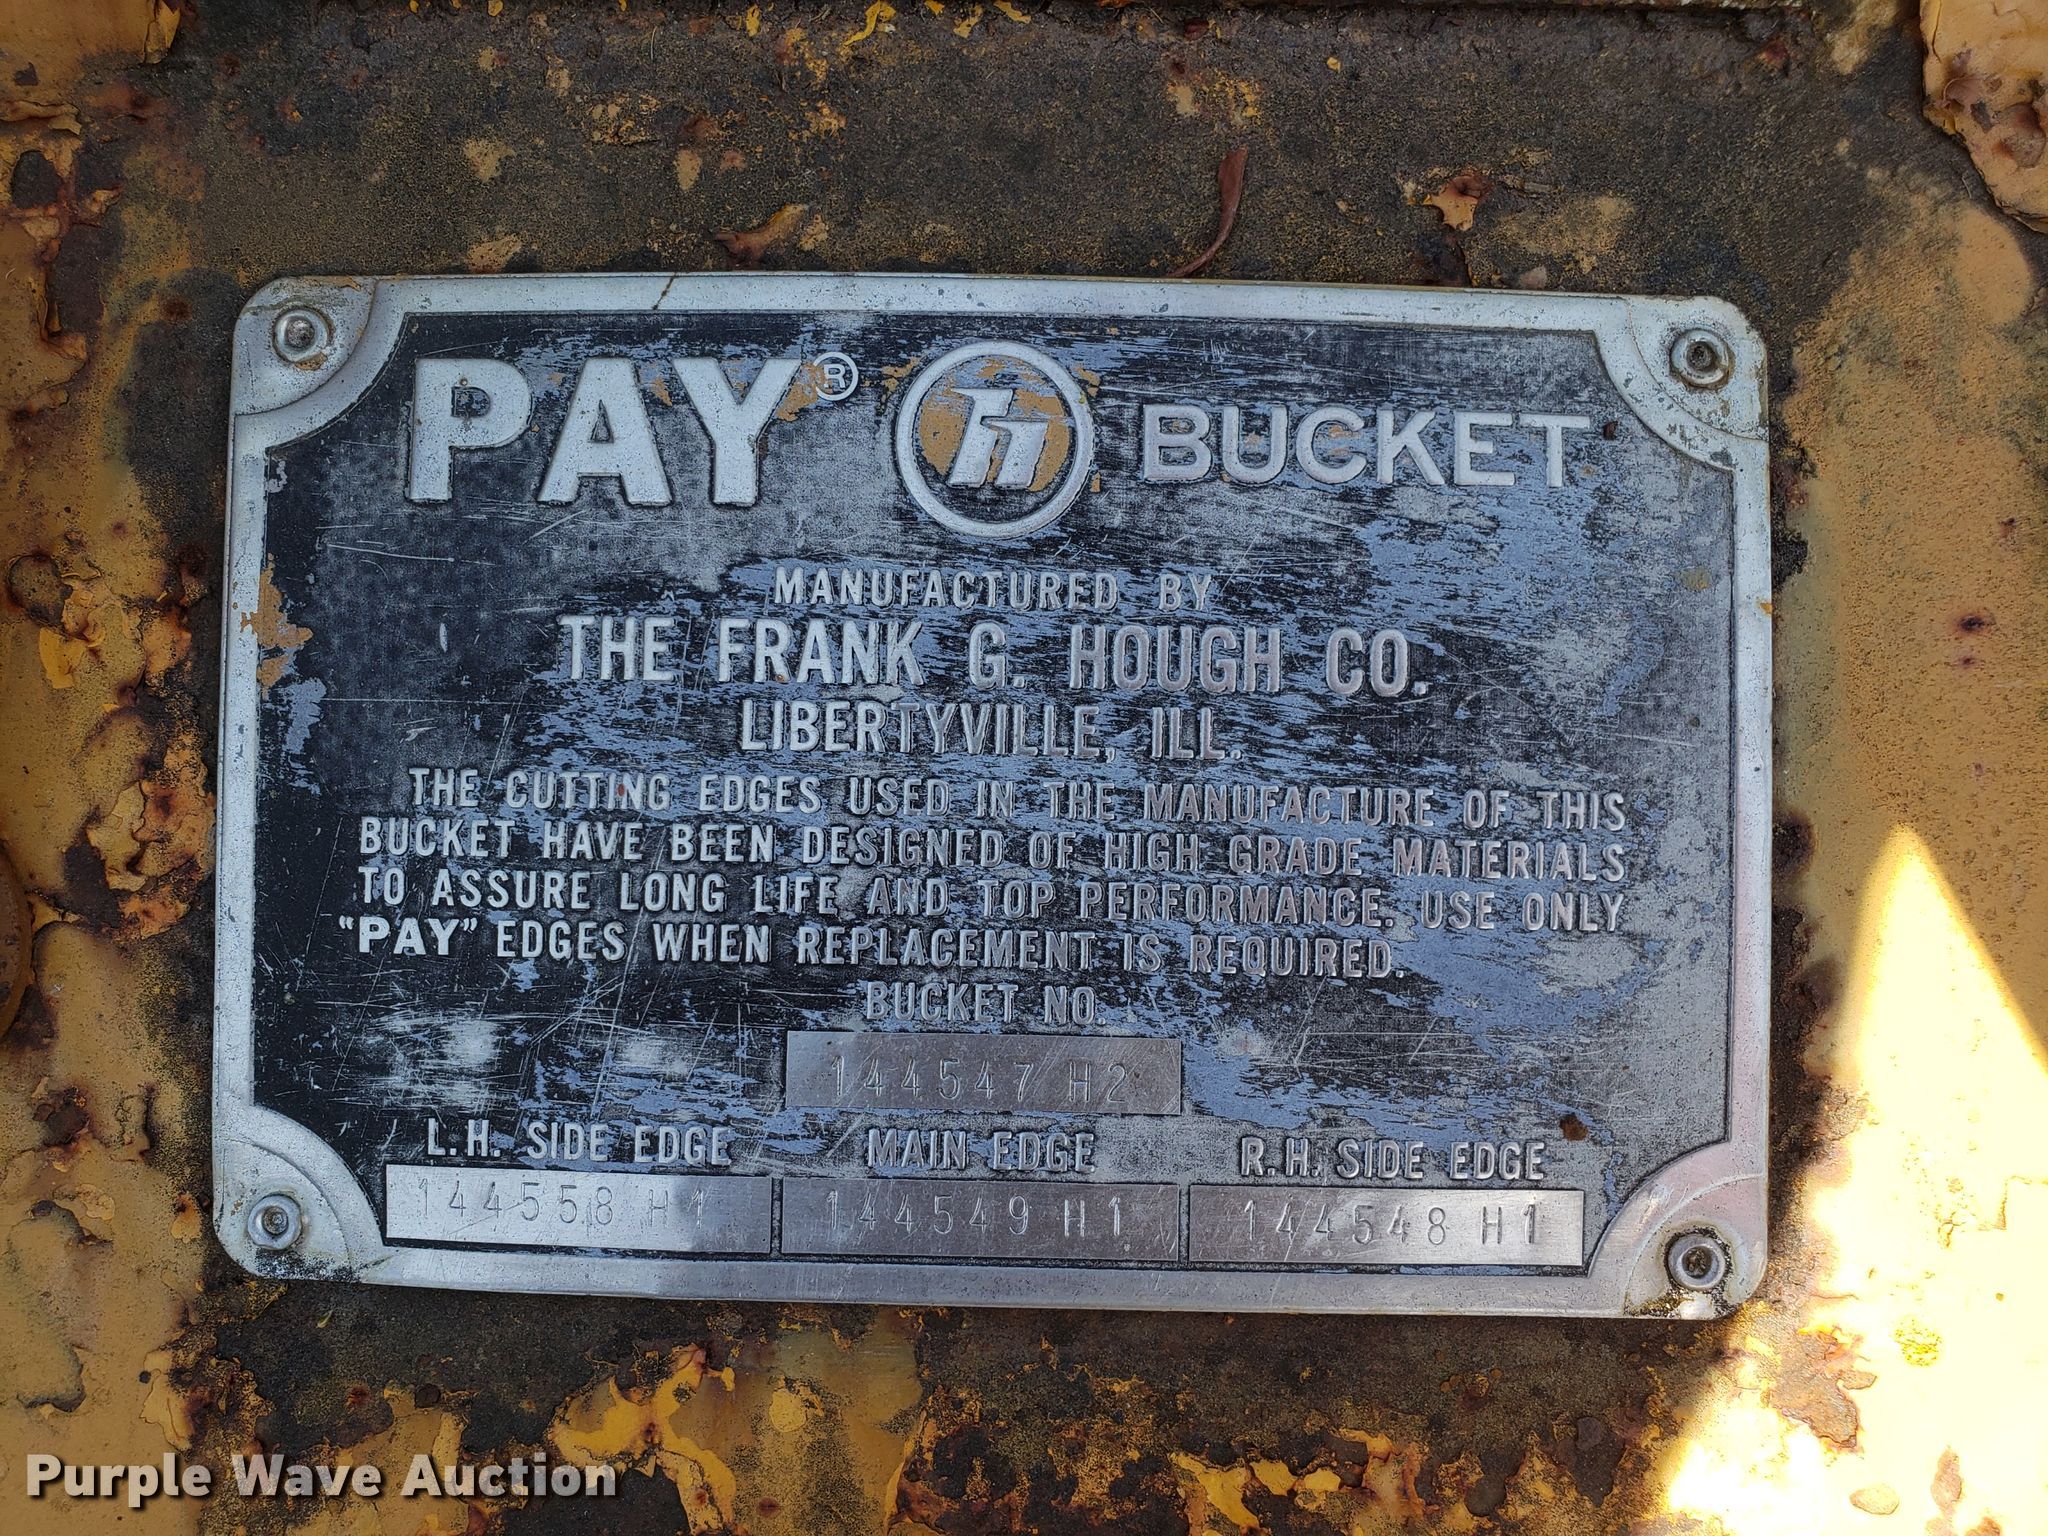 PAY® H BUCKET
MANUFACTURED BY
THE FRANK G. HOUGH CO.
LIBERTYVILLE, ILL.
THE CUTTING EDGES USED IN THE MANUFACTURE OF THIS
BUCKET HAVE BEEN DESIGNED OF HIGH GRADE MATERIALS
TO ASSURE LONG LIFE AND TOP PERFORMANCE. USE ONLY
"PAY" EDGES WHEN REPLACEMENT IS REQUIRED.
BUCKET NO.
144547 H2
L.H. SIDE EDGE MAIN EDGE R.H. SIDE EDGE
144558 H1 144549 H1 144548 H1
Purple Wave Auction